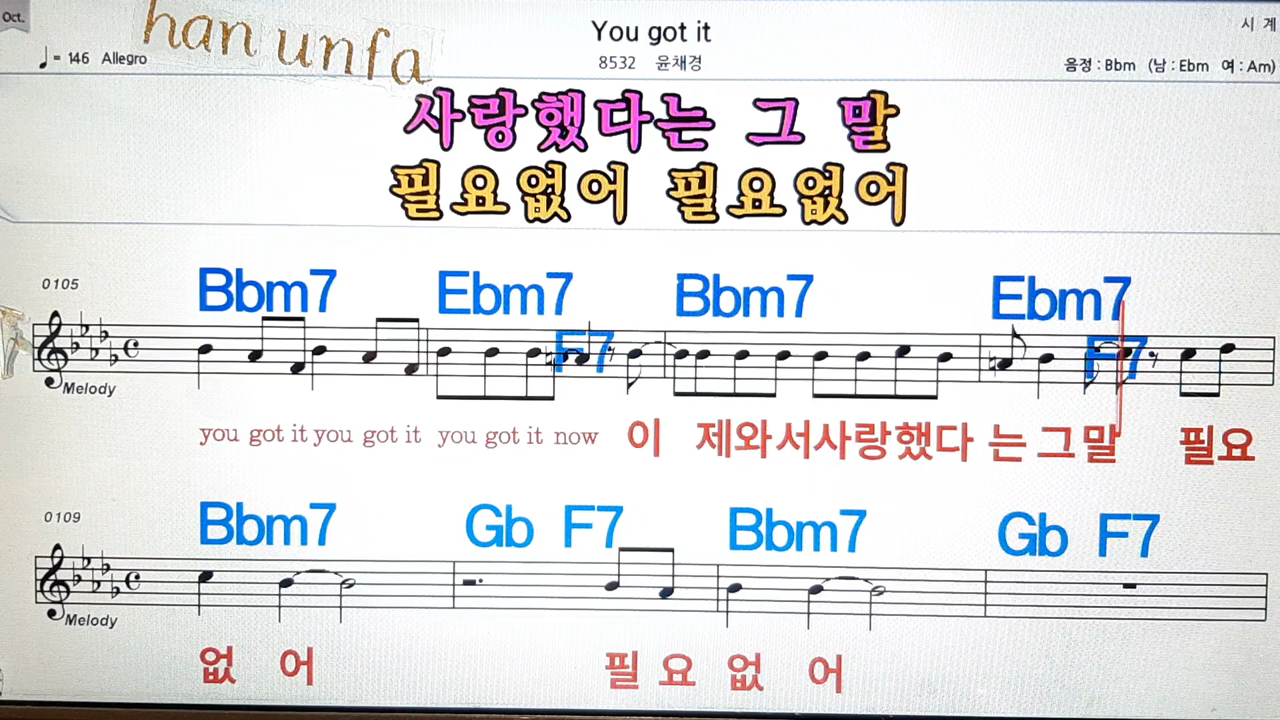 Oct.
han unfa
You got it
시 계
♩= 146 Allegro
8532 윤채경
음정 : Bbm (남 : Ebm 여 : Am)
사랑했다는 그 말
필요없어 필요없어
0105
Bbm7 Ebm7 F7 Bbm7 Ebm7 F7
Melody
you got it you got it you got it now 이 제와서사랑했다 는 그말 필요
0109
Bbm7 Gb F7 Bbm7 Gb F7
Melody
없 어 필 요 없 어